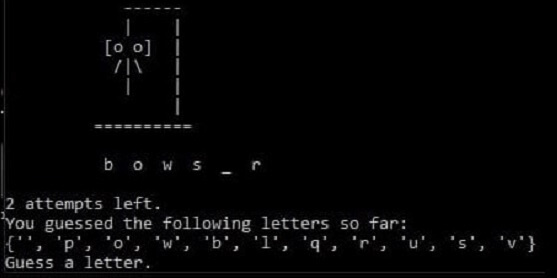 b o w s _ r
2 attempts left.
You guessed the following letters so far:
{'', 'p', 'o', 'w', 'b', 'l', 'q', 'r', 'u', 's', 'v'}
Guess a letter.